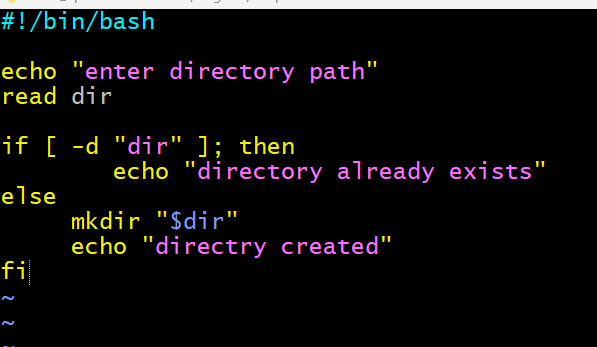 #!/bin/bash
echo "enter directory path"
read dir
if [ -d "dir" ]; then
echo "directory already exists"
else
mkdir "$dir"
echo "directry created"
fi
~
~
~